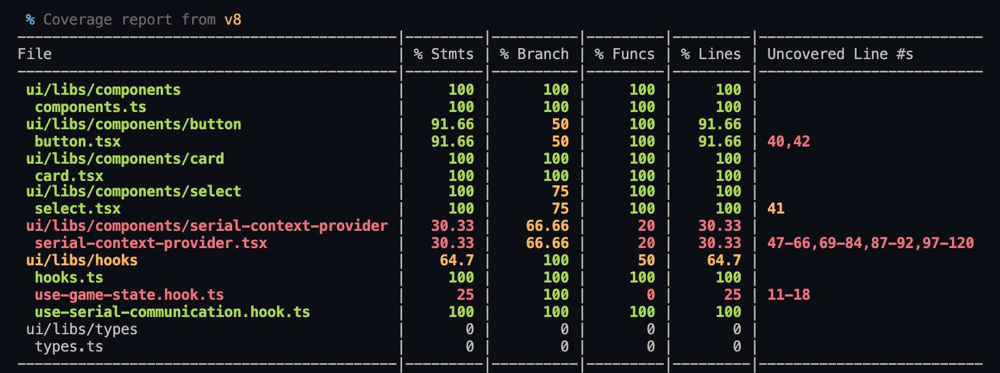 % Coverage report from v8
File | % Stmts | % Branch | % Funcs | % Lines | Uncovered Line #s
ui/libs/components | 100 | 100 | 100 | 100 |
components.ts | 100 | 100 | 100 | 100 |
ui/libs/components/button | 91.66 | 50 | 100 | 91.66 |
button.tsx | 91.66 | 50 | 100 | 91.66 | 40,42
ui/libs/components/card | 100 | 100 | 100 | 100 |
card.tsx | 100 | 100 | 100 | 100 |
ui/libs/components/select | 100 | 75 | 100 | 100 |
select.tsx | 100 | 75 | 100 | 100 | 41
ui/libs/components/serial-context-provider | 30.33 | 66.66 | 20 | 30.33 |
serial-context-provider.tsx | 30.33 | 66.66 | 20 | 30.33 | 47-66,69-84,87-92,97-120
ui/libs/hooks | 64.7 | 100 | 50 | 64.7 |
hooks.ts | 100 | 100 | 100 | 100 |
use-game-state.hook.ts | 25 | 100 | 0 | 25 | 11-18
use-serial-communication.hook.ts | 100 | 100 | 100 | 100 |
ui/libs/types | 0 | 0 | 0 | 0 |
types.ts | 0 | 0 | 0 | 0 |